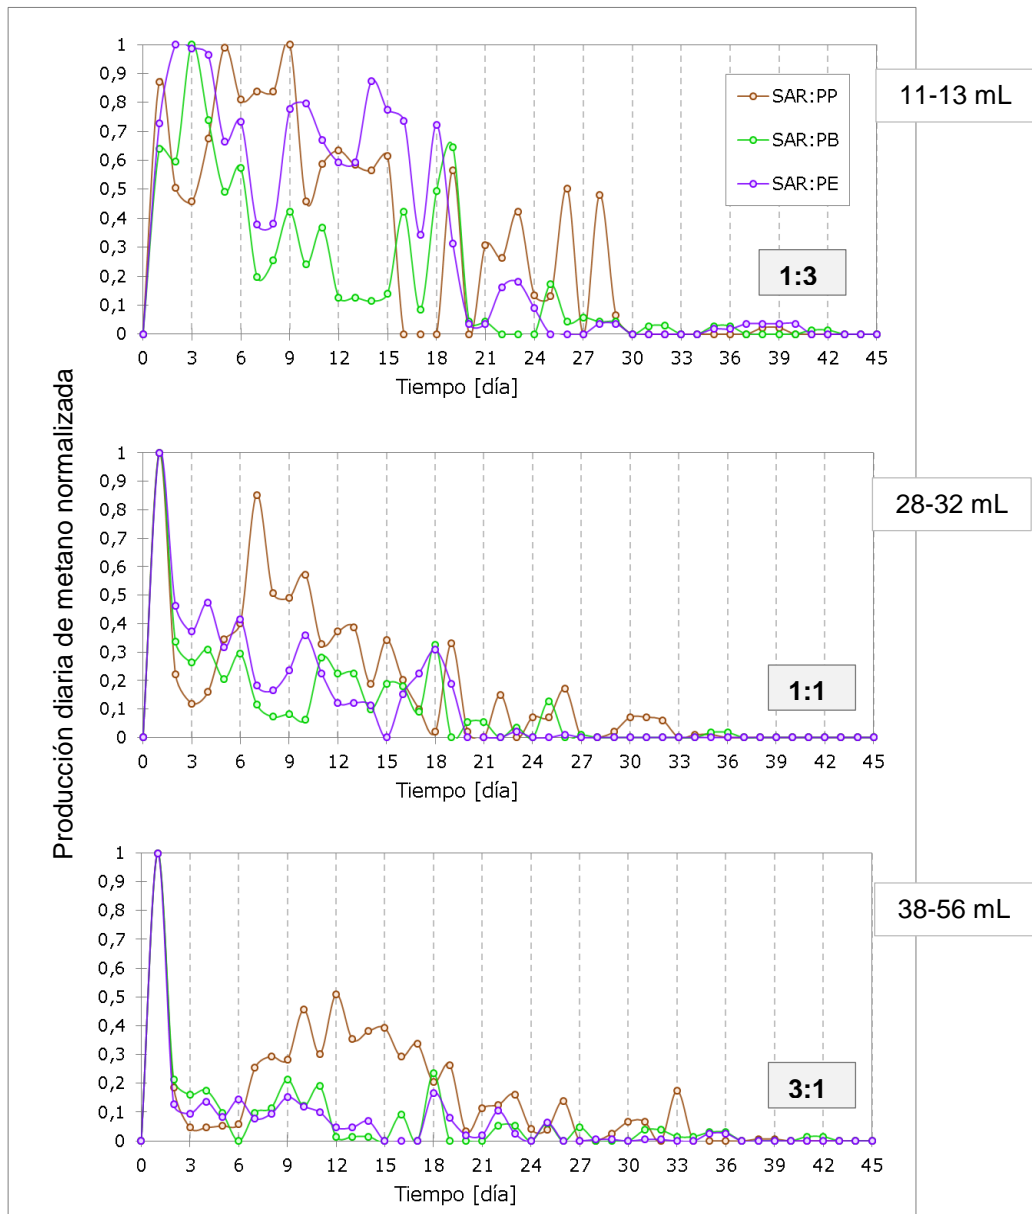 Producción diaria de metano normalizada
1
0,9
0,8
0,7
0,6
0,5
0,4
0,3
0,2
0,1
0
SAR:PP
SAR:PB
SAR:PE
11-13 mL
1:3
0 3 6 9 12 15 18 21 24 27 30 33 36 39 42 45
Tiempo [día]
1
0,9
0,8
0,7
0,6
0,5
0,4
0,3
0,2
0,1
0
28-32 mL
1:1
0 3 6 9 12 15 18 21 24 27 30 33 36 39 42 45
Tiempo [día]
1
0,9
0,8
0,7
0,6
0,5
0,4
0,3
0,2
0,1
0
38-56 mL
3:1
0 3 6 9 12 15 18 21 24 27 30 33 36 39 42 45
Tiempo [día]